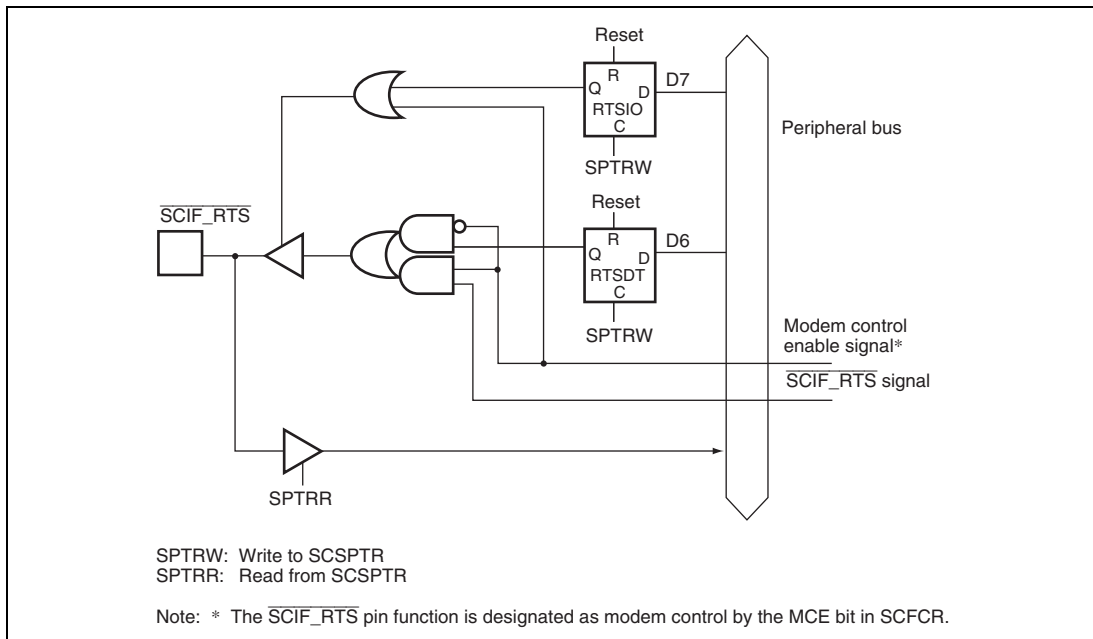 Reset
R
Q
D
D7
RTSIO
C
Peripheral bus
SPTRW
SCIF_RTS
Reset
R
Q
D
D6
RTSDT
C
SPTRW
Modem control
enable signal*
SCIF_RTS signal
SPTRR
SPTRW: Write to SCSPTR
SPTRR: Read from SCSPTR
Note: * The SCIF_RTS pin function is designated as modem control by the MCE bit in SCFCR.